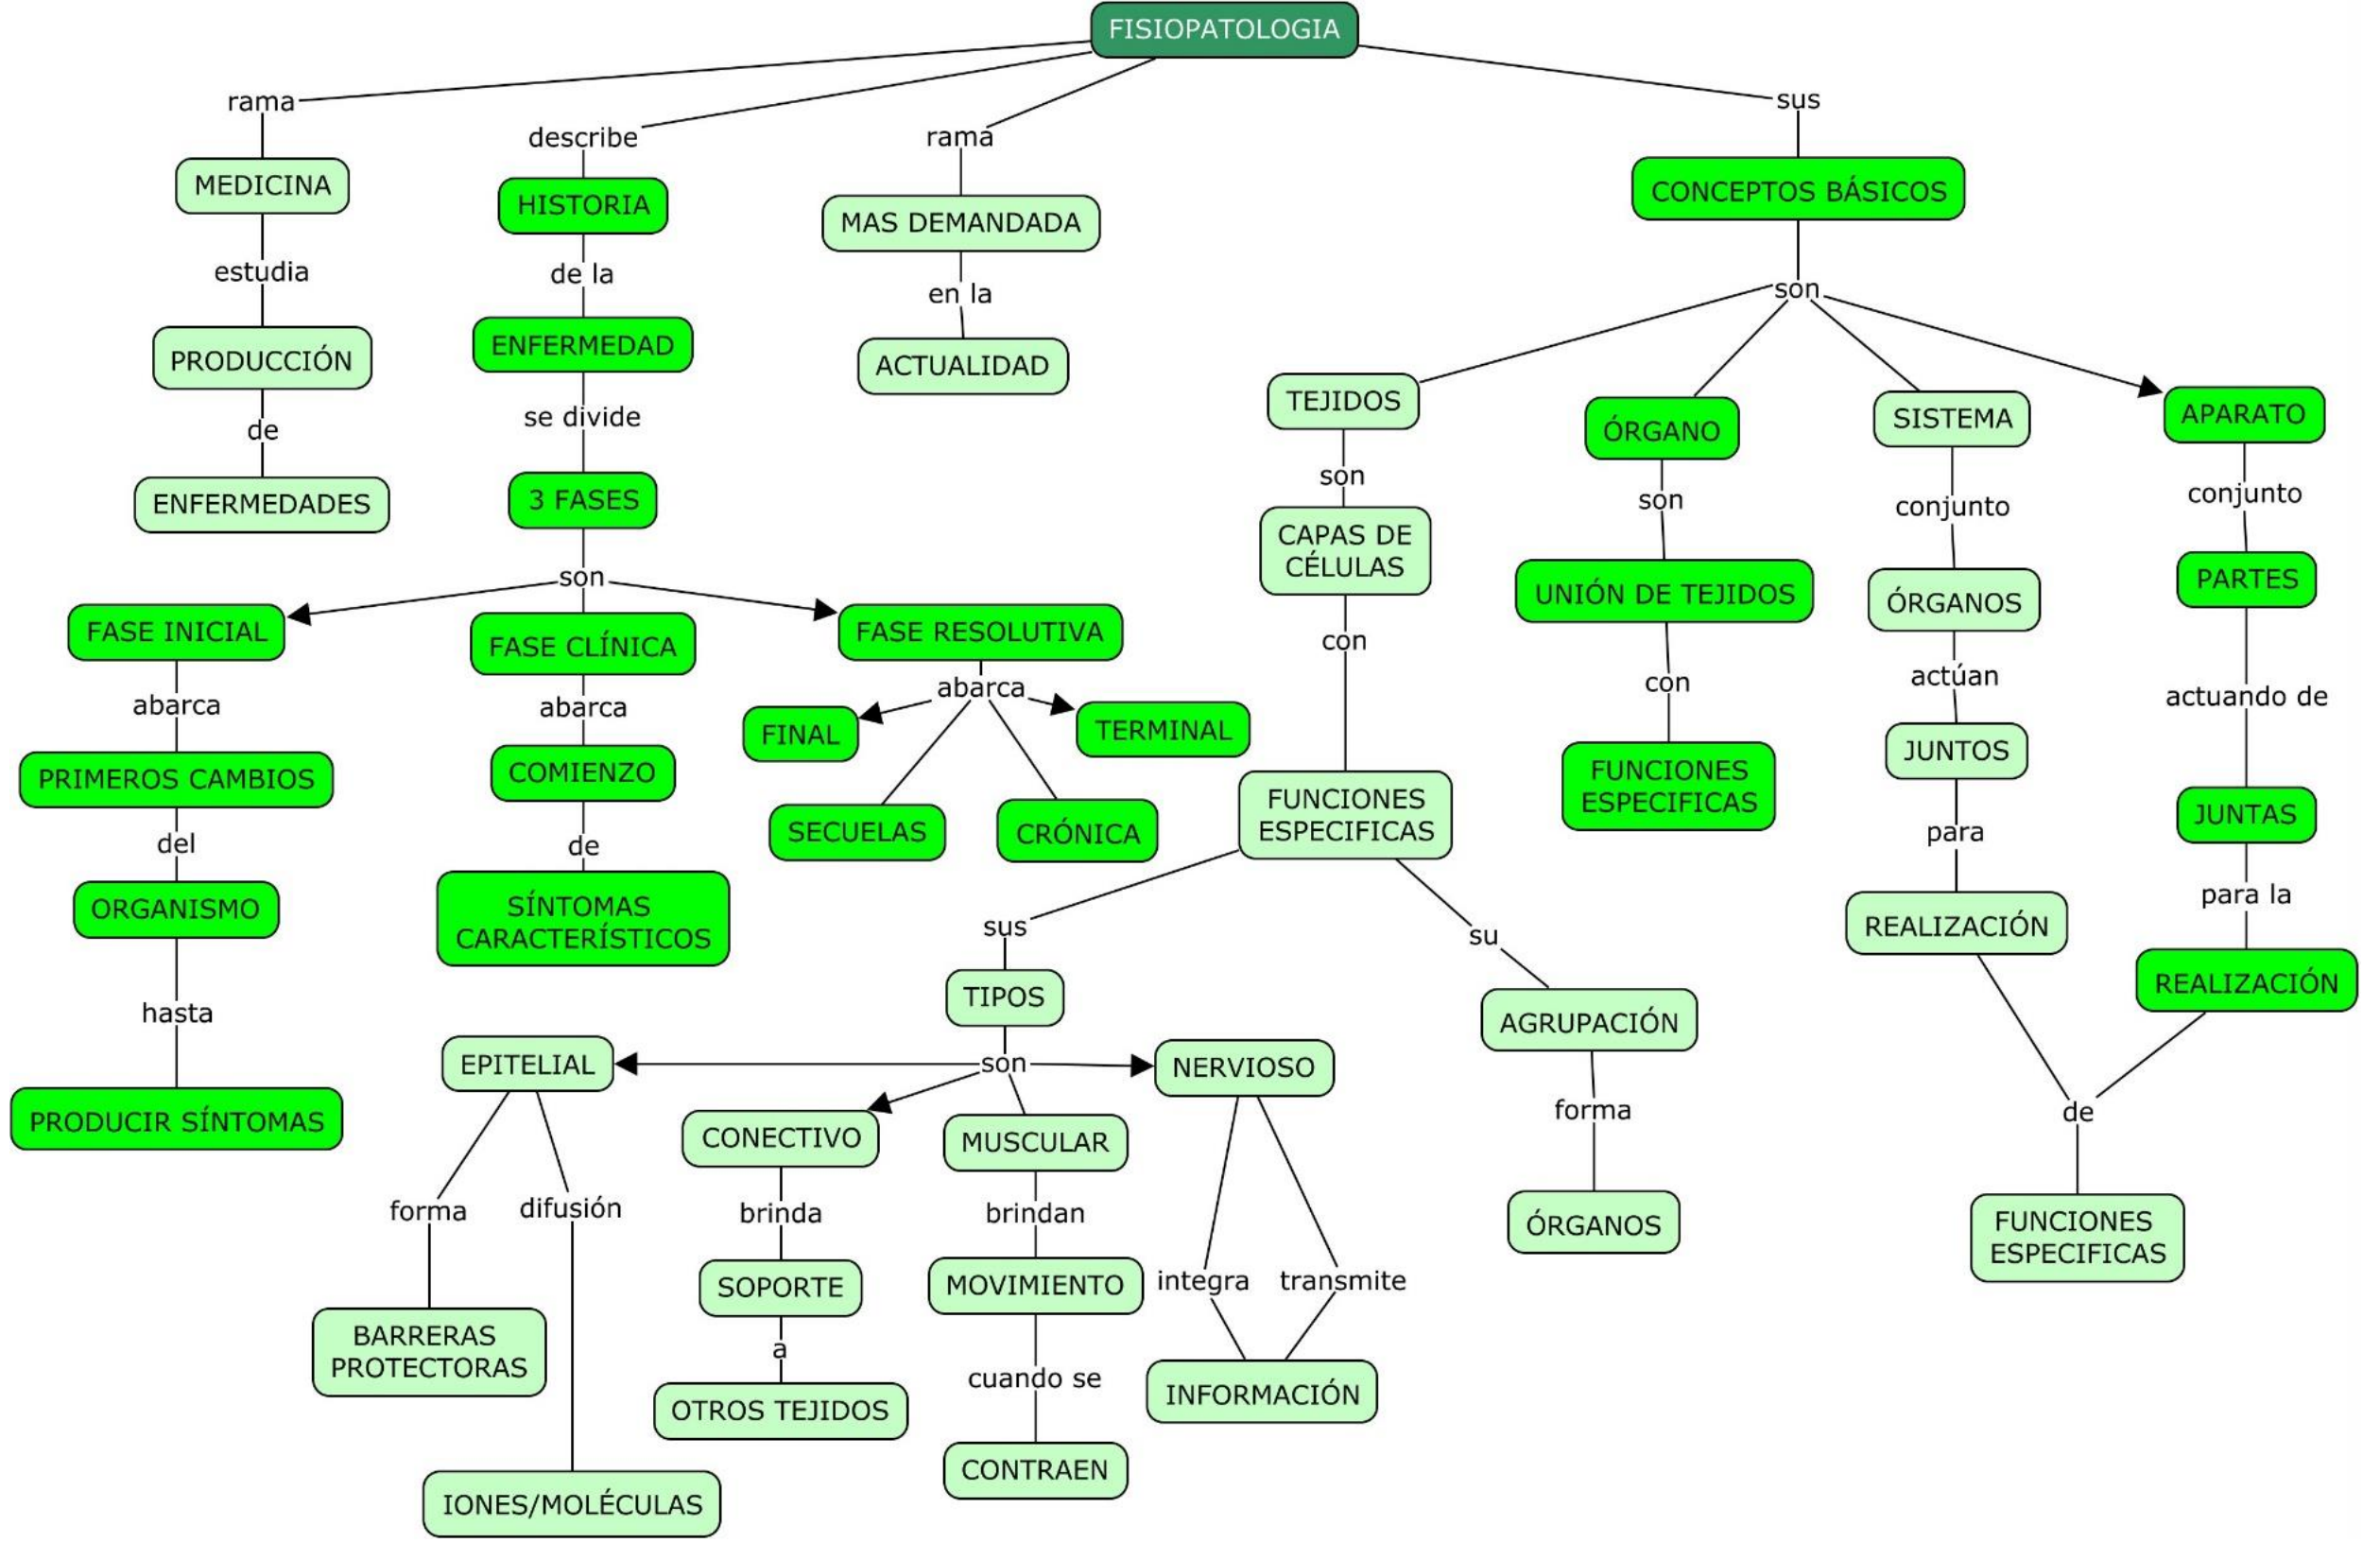 FISIOPATOLOGIA
rama
MEDICINA
estudia
PRODUCCIÓN
de
ENFERMEDADES
describe
HISTORIA
de la
ENFERMEDAD
se divide
3 FASES
son
FASE INICIAL
abarca
PRIMEROS CAMBIOS
del
ORGANISMO
hasta
PRODUCIR SÍNTOMAS
FASE CLÍNICA
abarca
COMIENZO
de
SÍNTOMAS
CARACTERÍSTICOS
FASE RESOLUTIVA
abarca
FINAL
SECUELAS
CRÓNICA
TERMINAL
rama
MAS DEMANDADA
en la
ACTUALIDAD
sus
CONCEPTOS BÁSICOS
son
TEJIDOS
son
CAPAS DE
CÉLULAS
con
FUNCIONES
ESPECIFICAS
sus
TIPOS
son
EPITELIAL
forma
BARRERAS
PROTECTORAS
difusión
IONES/MOLÉCULAS
CONECTIVO
brinda
SOPORTE
a
OTROS TEJIDOS
MUSCULAR
brindan
MOVIMIENTO
cuando se
CONTRAEN
NERVIOSO
integra
transmite
INFORMACIÓN
su
AGRUPACIÓN
forma
ÓRGANOS
ÓRGANO
son
UNIÓN DE TEJIDOS
con
FUNCIONES
ESPECIFICAS
SISTEMA
conjunto
ÓRGANOS
actúan
JUNTOS
para
REALIZACIÓN
APARATO
conjunto
PARTES
actuando de
JUNTAS
para la
REALIZACIÓN
de
FUNCIONES
ESPECIFICAS